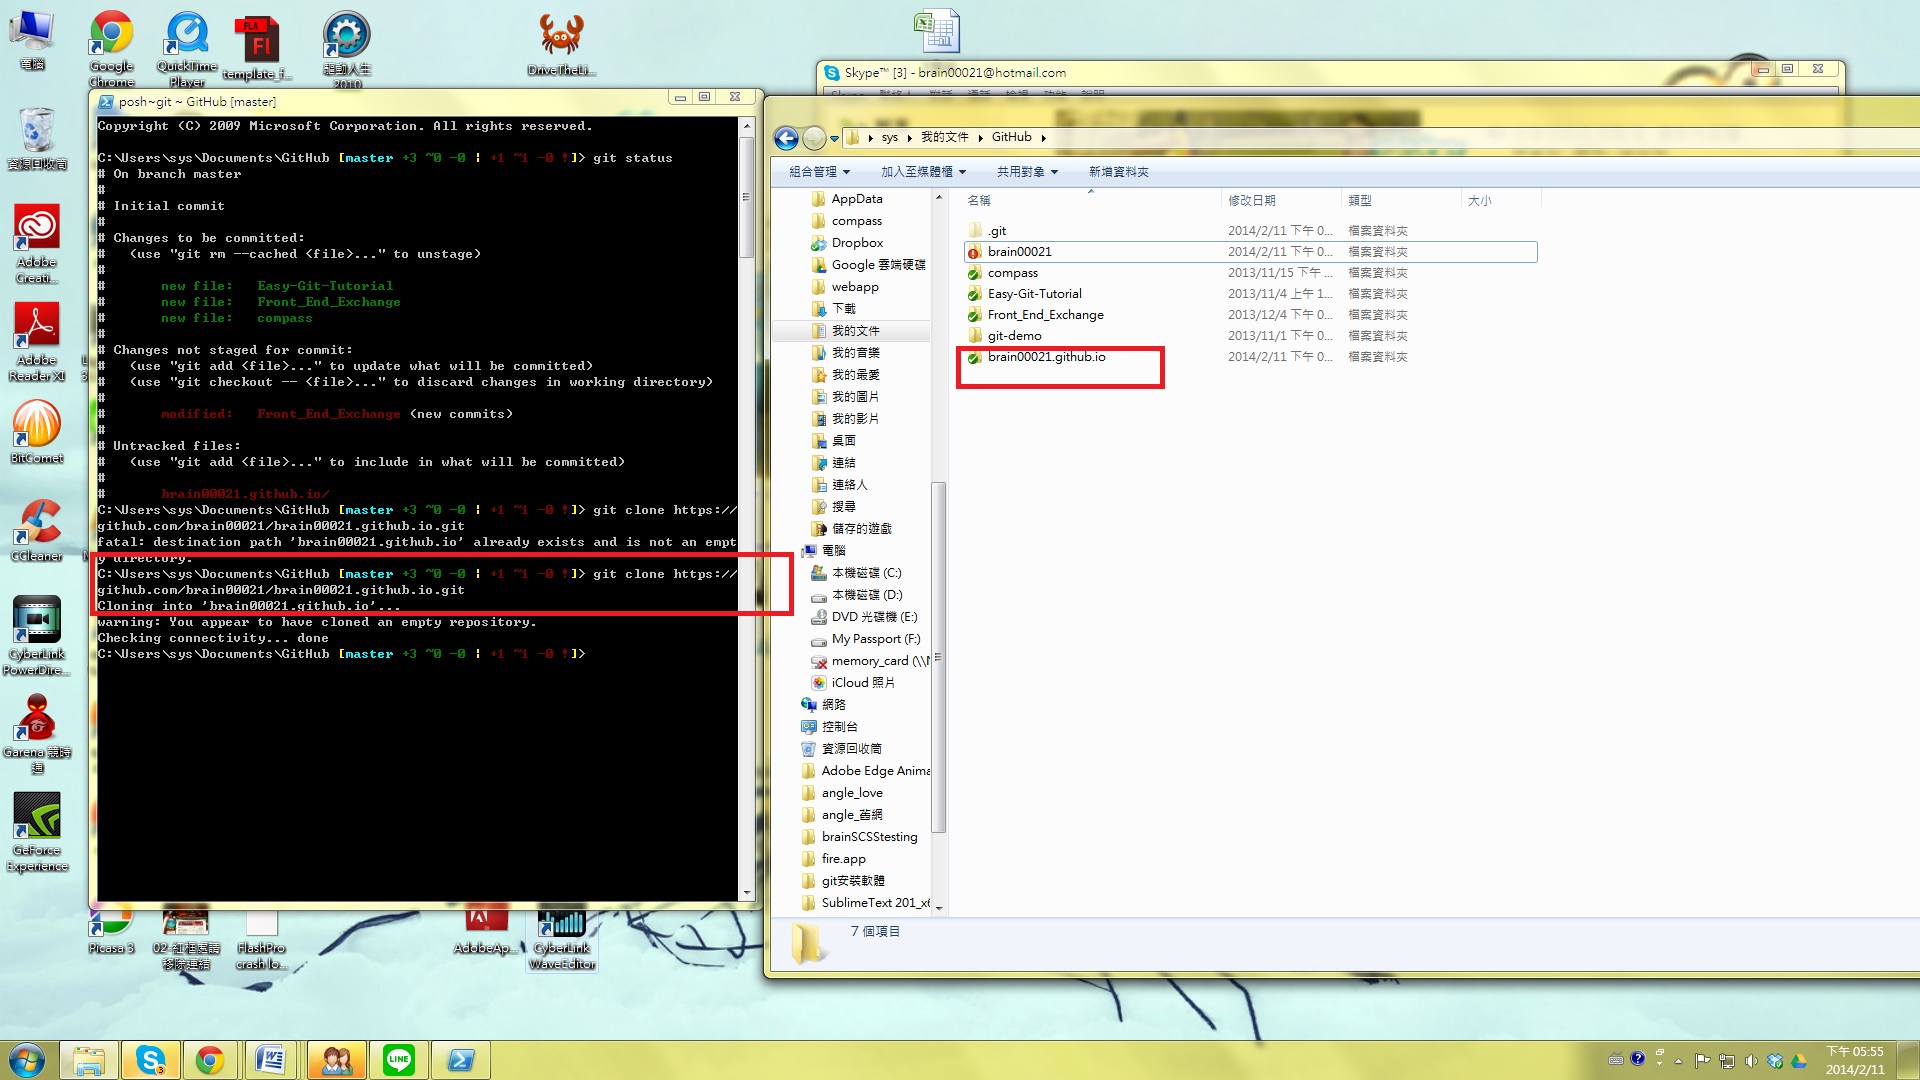 電腦
Google
Chrome
QuickTime
Player
template_f...
驅動人生
2010
DriveTheLi...
Skype™ [3] - brain00021@hotmail.com
posh~git ~ GitHub [master]
Copyright (C) 2009 Microsoft Corporation. All rights reserved.
C:\Users\sys\Documents\GitHub [master +3 ~0 -0 | +1 ~1 -0 !]> git status
# On branch master
#
# Initial commit
#
# Changes to be committed:
#   (use "git rm --cached <file>..." to unstage)
#
#       new file:   Easy-Git-Tutorial
#       new file:   Front_End_Exchange
#       new file:   compass
#
# Changes not staged for commit:
#   (use "git add <file>..." to update what will be committed)
#   (use "git checkout -- <file>..." to discard changes in working directory)
#
#       modified:   Front_End_Exchange (new commits)
#
# Untracked files:
#   (use "git add <file>..." to include in what will be committed)
#
#       brain00021.github.io/
C:\Users\sys\Documents\GitHub [master +3 ~0 -0 | +1 ~1 -0 !]> git clone https://
github.com/brain00021/brain00021.github.io.git
fatal: destination path 'brain00021.github.io' already exists and is not an empt
y directory.
C:\Users\sys\Documents\GitHub [master +3 ~0 -0 | +1 ~1 -0 !]> git clone https://
github.com/brain00021/brain00021.github.io.git
Cloning into 'brain00021.github.io'...
warning: You appear to have cloned an empty repository.
Checking connectivity... done
C:\Users\sys\Documents\GitHub [master +3 ~0 -0 | +1 ~1 -0 !]>
資源回收筒
Adobe
Creati...
Adobe
Reader XI
BitComet
CCleaner
CyberLink
PowerDire...
Garena 競時
通
GeForce
Experience
Picasa 3
FlashPro
crash lo...
AdobeAp...
CyberLink
WaveEditor
sys
我的文件
GitHub
組合管理
加入至媒體櫃
共用對象
新增資料夾
AppData
compass
Dropbox
Google 雲端硬碟
webapp
下載
我的文件
我的音樂
我的最愛
我的圖片
我的影片
桌面
連結
連絡人
搜尋
儲存的遊戲
電腦
本機磁碟 (C:)
本機磁碟 (D:)
DVD 光碟機 (E:)
My Passport (F:)
memory_card (\\
iCloud 照片
網路
控制台
資源回收筒
Adobe Edge Anima
angle_love
angle_舊網
brainSCSStesting
fire.app
git安裝軟體
SublimeText 201_x6
名稱 修改日期 類型 大小
.git 2014/2/11 下午 0... 檔案資料夾
brain00021 2014/2/11 下午 0... 檔案資料夾
compass 2013/11/15 下午 ... 檔案資料夾
Easy-Git-Tutorial 2013/11/4 上午 1... 檔案資料夾
Front_End_Exchange 2013/12/4 下午 0... 檔案資料夾
git-demo 2013/11/1 下午 0... 檔案資料夾
brain00021.github.io 2014/2/11 下午 0... 檔案資料夾
7 個項目
下午 05:55
2014/2/11